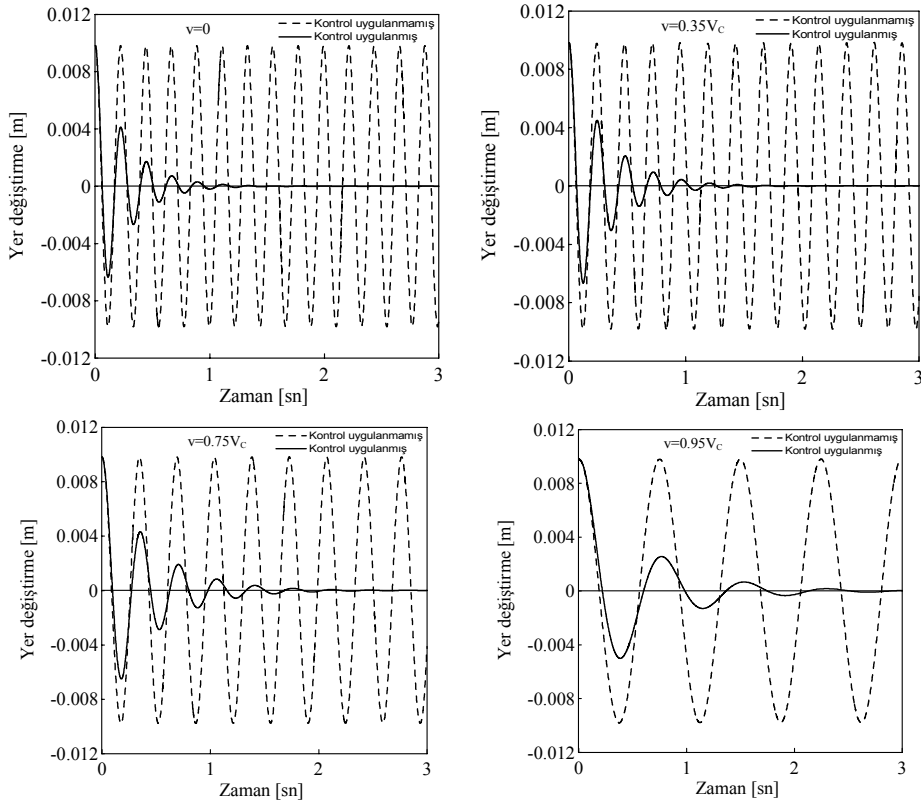 0.012
v=0
Kontrol uygulanmamış
Kontrol uygulanmış
0.008
0.004
0
-0.004
-0.008
-0.012
Yer değiştirme [m]
0 1 2 3
Zaman [sn]
0.012
v=0.35V_C
Kontrol uygulanmamış
Kontrol uygulanmış
0.008
0.004
0
-0.004
-0.008
-0.012
Yer değiştirme [m]
0 1 2 3
Zaman [sn]
0.012
v=0.75V_C
Kontrol uygulanmamış
Kontrol uygulanmış
0.008
0.004
0
-0.004
-0.008
-0.012
Yer değiştirme [m]
0 1 2 3
Zaman [sn]
0.012
v=0.95V_C
Kontrol uygulanmamış
Kontrol uygulanmış
0.008
0.004
0
-0.004
-0.008
-0.012
Yer değiştirme [m]
0 1 2 3
Zaman [sn]